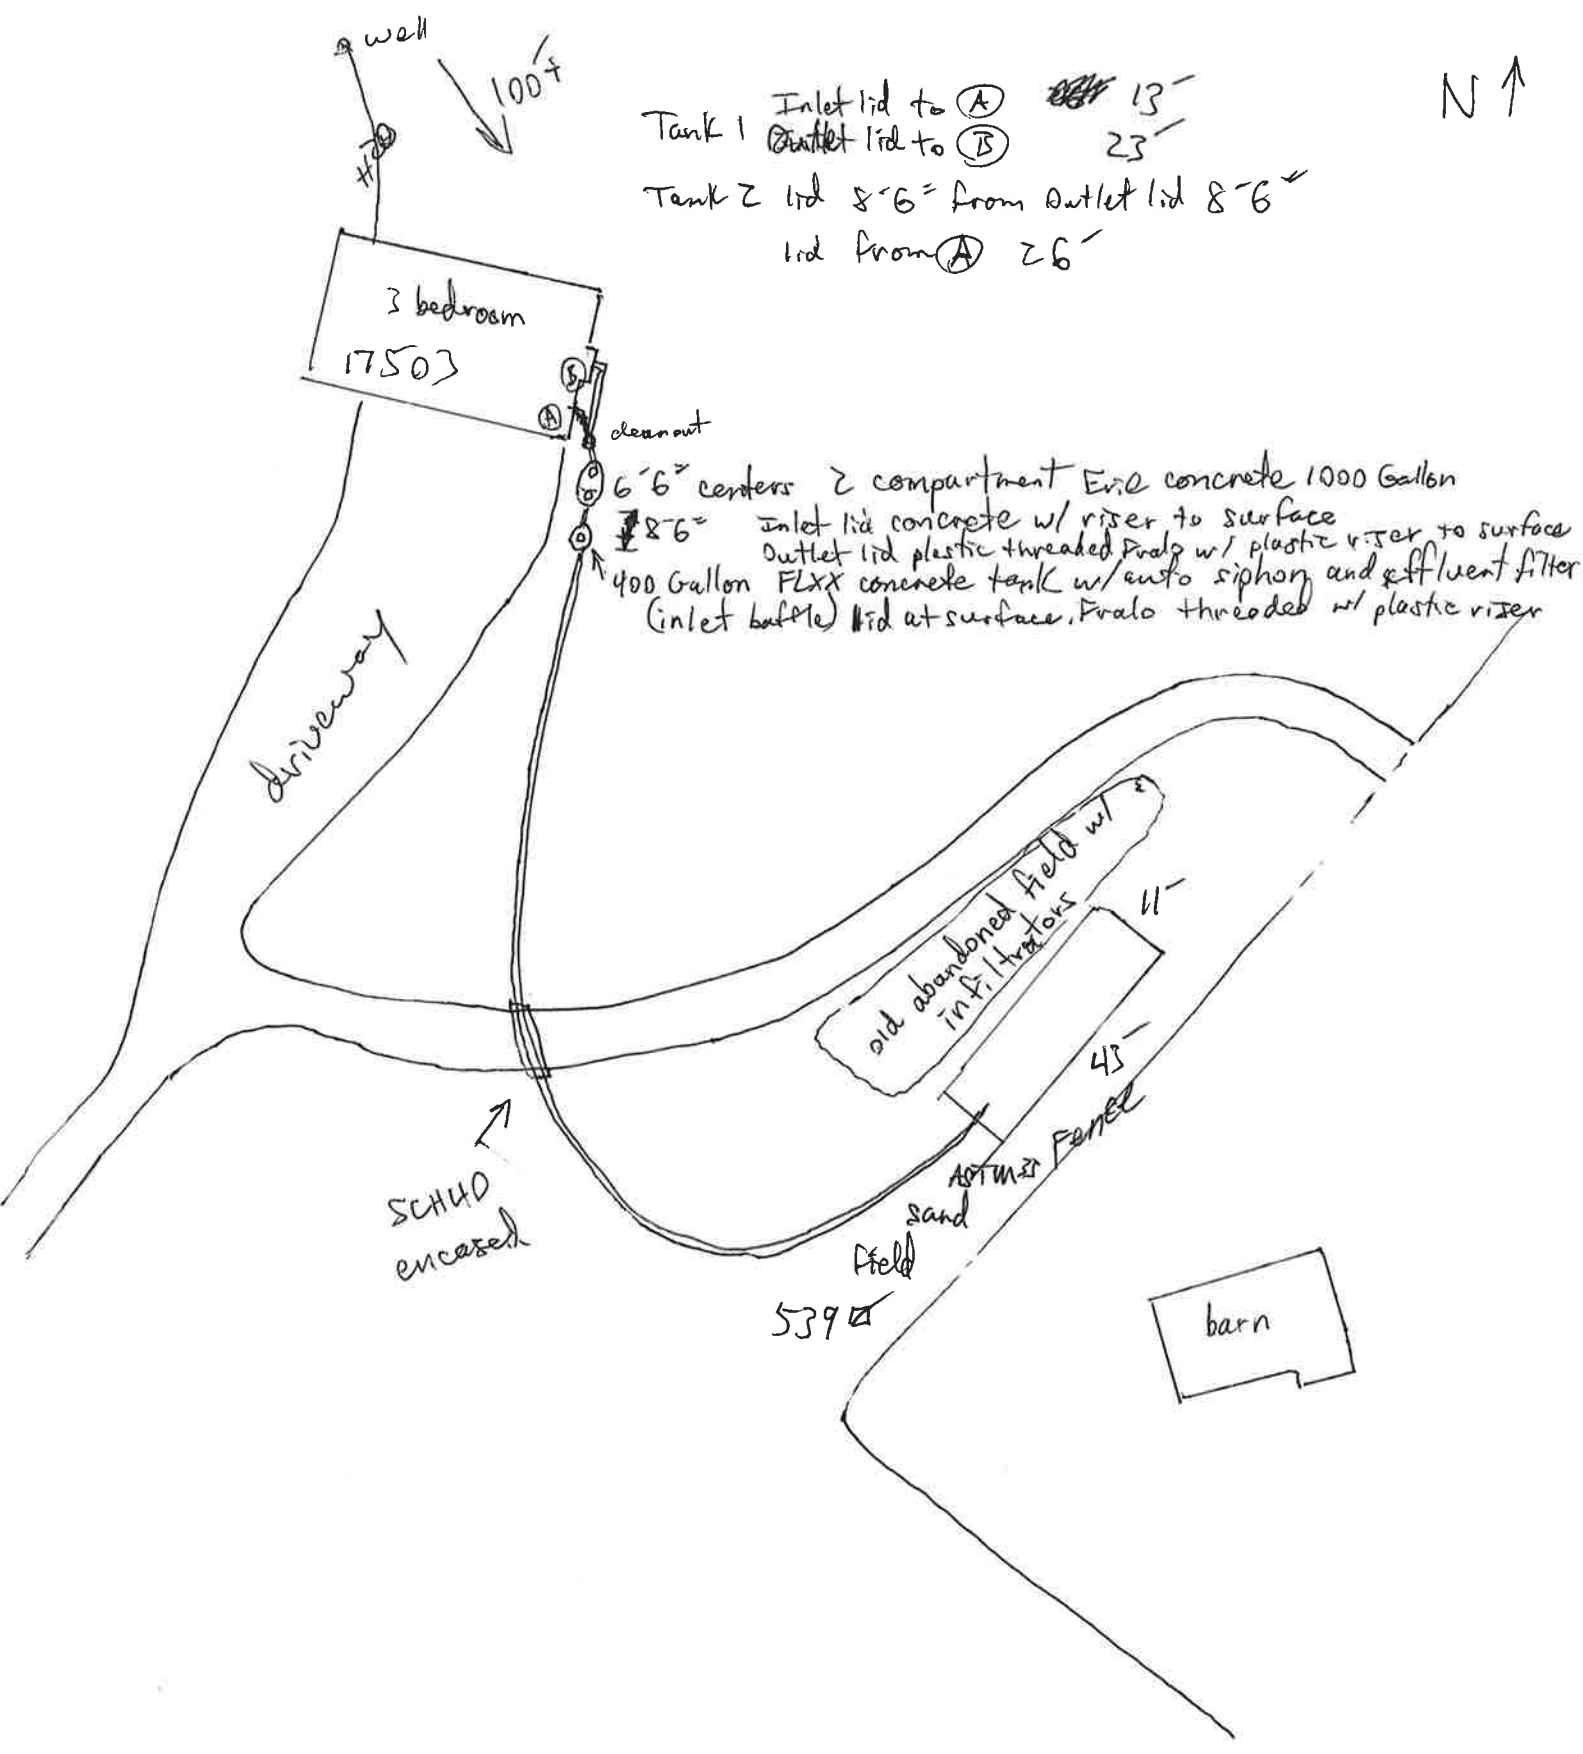 well
100'±
N
H20
Tank 1 Inlet lid to A 13'
Outlet lid to B 23'
Tank 2 lid 8'-6" from Outlet lid 8'-6"
lid from A 26'
3 bedroom
17503
B
A
cleanout
6'6" centers 2 compartment Erie concrete 1000 Gallon
8'-6" Inlet lid concrete w/ riser to surface
Outlet lid plastic threaded Fralo w/ plastic riser to surface
400 Gallon FLXX concrete tank w/ auto siphon and effluent filter
(inlet baffle) lid at surface. Fralo threaded w/ plastic riser
driveway
old abandoned field w/
infiltrators
11'
43'
Fence
ASTM33
sand
field
539
SCH40
encased
barn